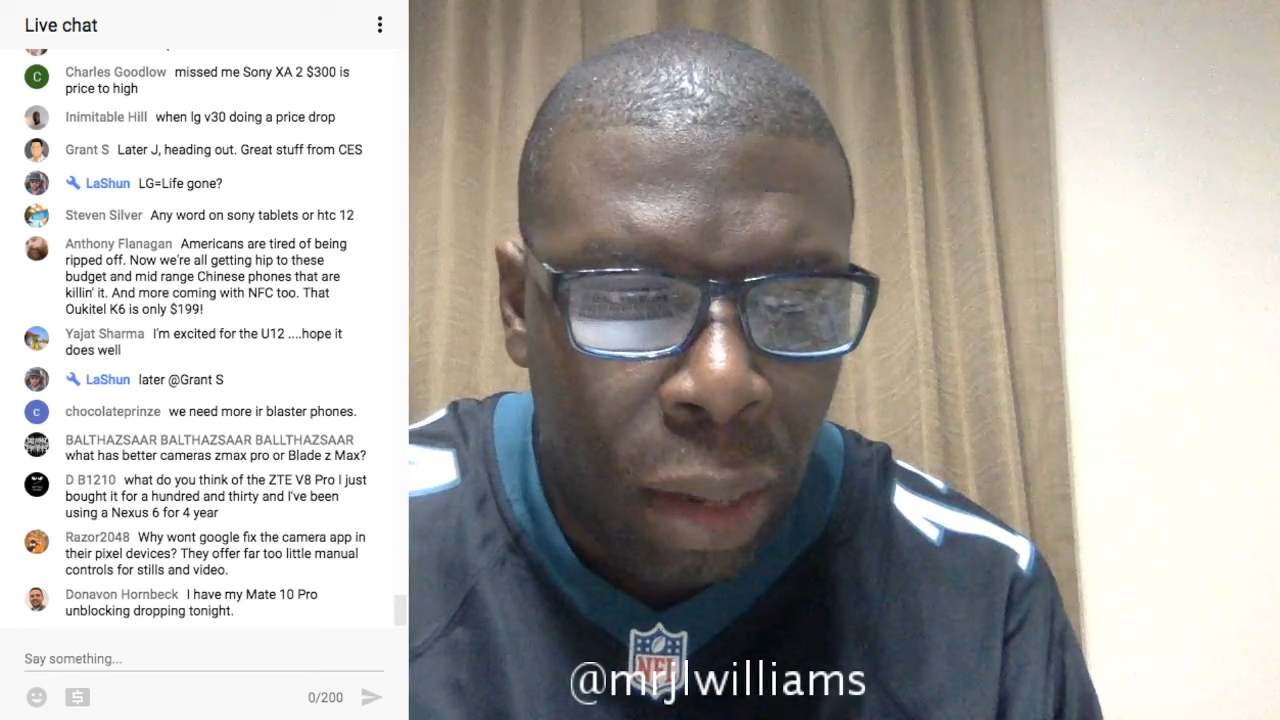 Live chat
Charles Goodlow missed me Sony XA 2 $300 is
price to high
Inimitable Hill when lg v30 doing a price drop
Grant S Later J, heading out. Great stuff from CES
LaShun LG=Life gone?
Steven Silver Any word on sony tablets or htc 12
Anthony Flanagan Americans are tired of being
ripped off. Now we're all getting hip to these
budget and mid range Chinese phones that are
killin' it. And more coming with NFC too. That
Oukitel K6 is only $199!
Yajat Sharma I'm excited for the U12 ....hope it
does well
LaShun later @Grant S
chocolateprinze we need more ir blaster phones.
BALTHAZSAAR BALTHAZSAAR BALLTHAZSAAR
what has better cameras zmax pro or Blade z Max?
D B1210 what do you think of the ZTE V8 Pro I just
bought it for a hundred and thirty and I've been
using a Nexus 6 for 4 year
Razor2048 Why wont google fix the camera app in
their pixel devices? They offer far too little manual
controls for stills and video.
Donavon Hornbeck I have my Mate 10 Pro
unblocking dropping tonight.
Say something...
0/200
C
c
NFL
@mrjlwilliams